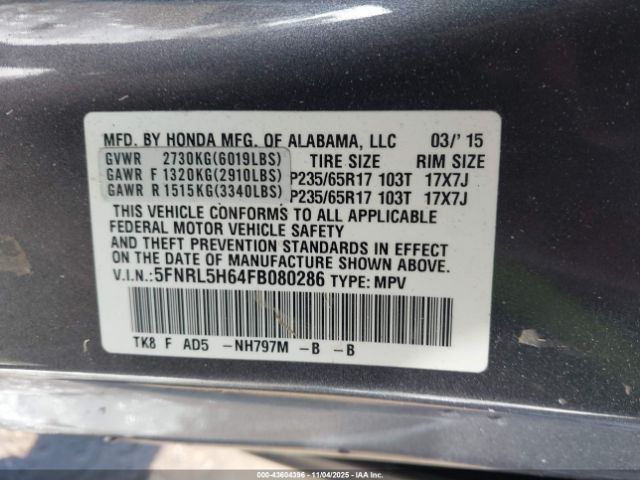 MFD. BY HONDA MFG. OF ALABAMA, LLC 03/' 15
GVWR 2730KG(6019LBS) TIRE SIZE RIM SIZE
GAWR F 1320KG(2910LBS) P235/65R17 103T 17X7J
GAWR R 1515KG(3340LBS) P235/65R17 103T 17X7J
THIS VEHICLE CONFORMS TO ALL APPLICABLE
FEDERAL MOTOR VEHICLE SAFETY
AND THEFT PREVENTION STANDARDS IN EFFECT
ON THE DATE OF MANUFACTURE SHOWN ABOVE.
V.I.N.:5FNRL5H64FB080286 TYPE: MPV
TK8 F AD5 -NH797M -B -B
000-43604396 - 11/04/2025 - IAAI.COM